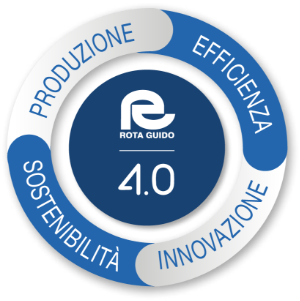 PRODUZIONE
EFFICIENZA
INNOVAZIONE
SOSTENIBILITÀ
ROTA GUIDO
4.0